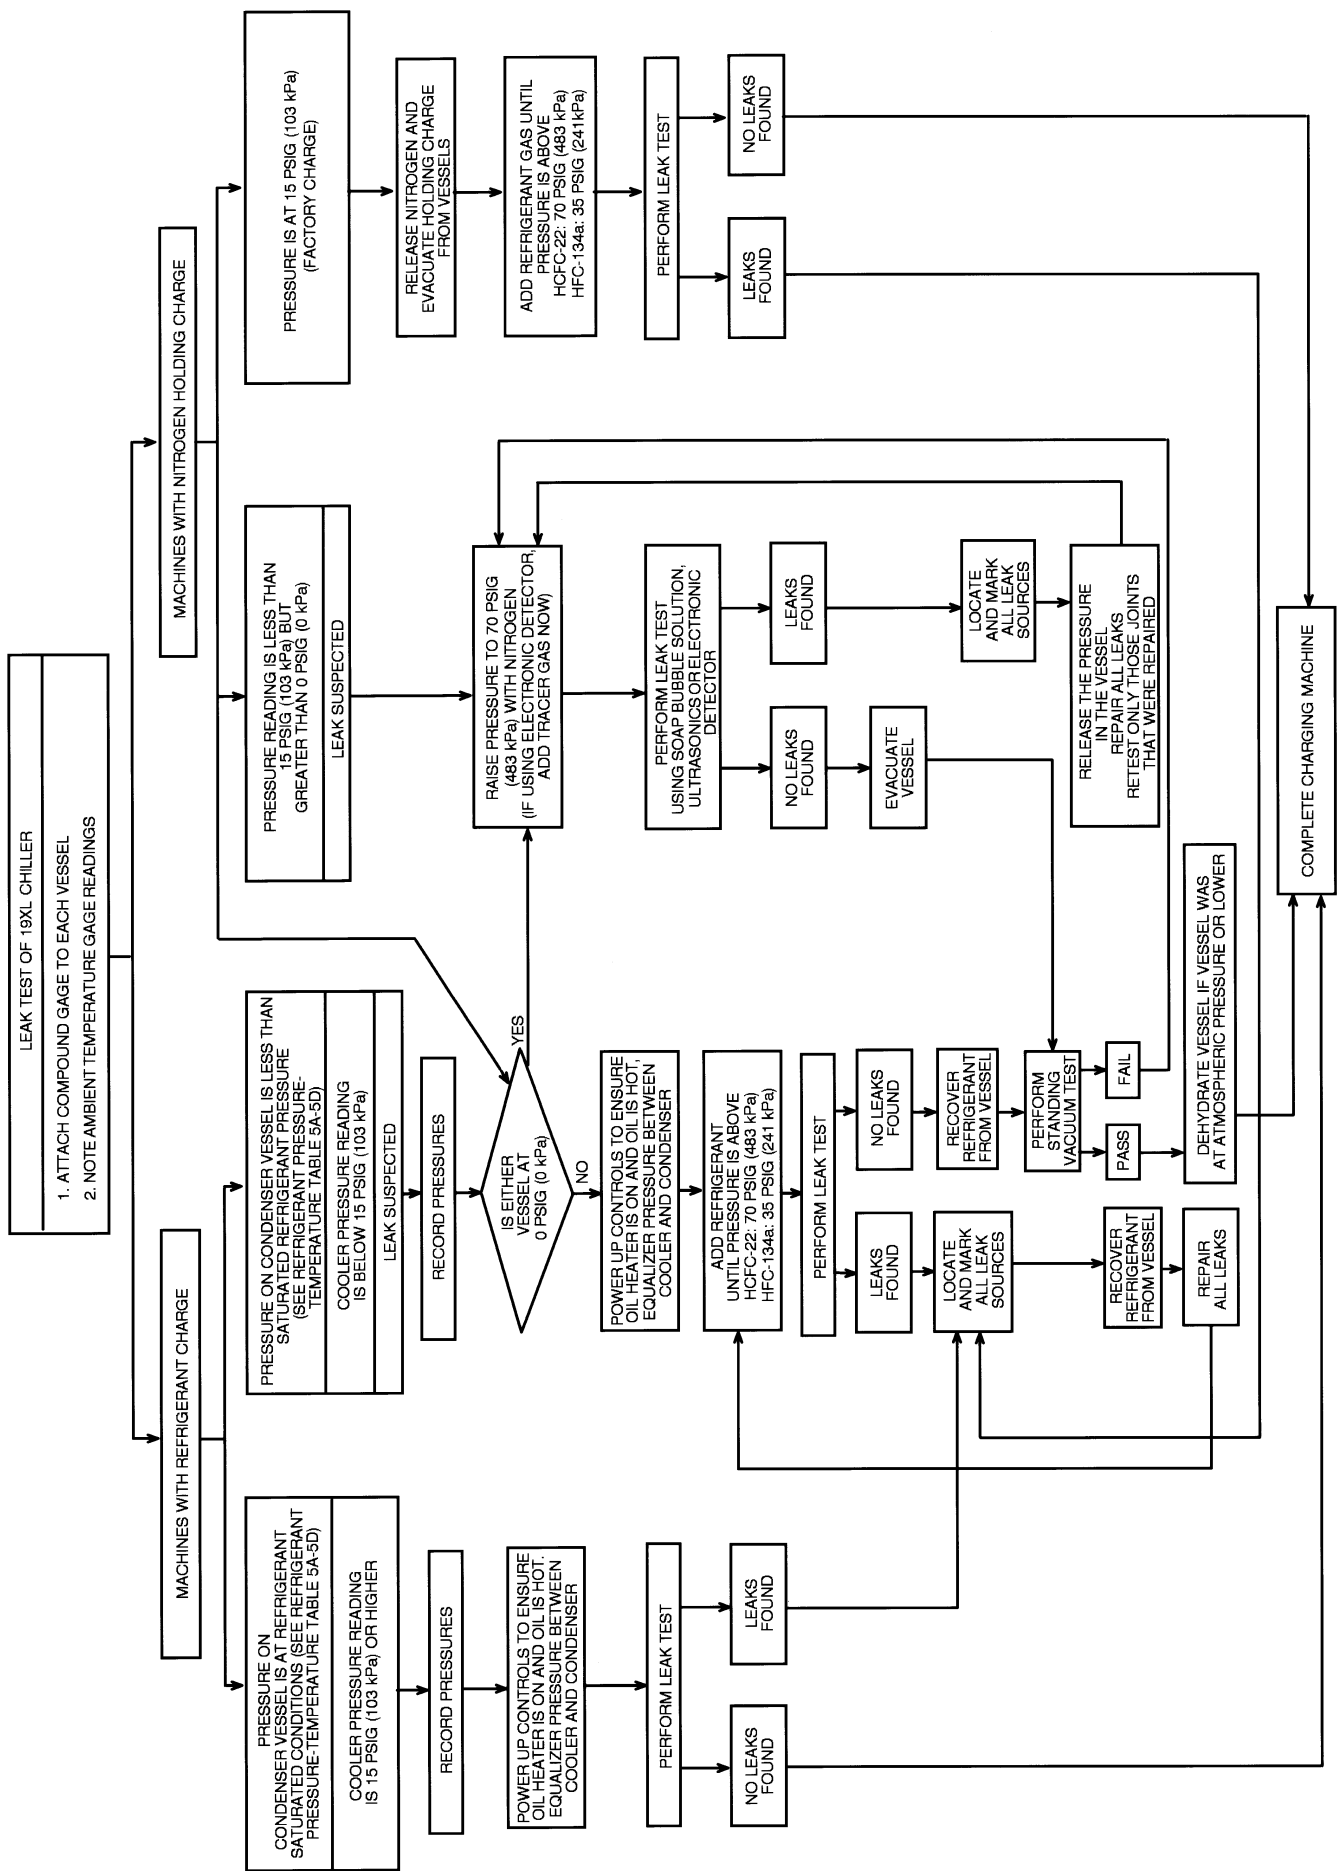 LEAK TEST OF 19XL CHILLER
1. ATTACH COMPOUND GAGE TO EACH VESSEL
2. NOTE AMBIENT TEMPERATURE GAGE READINGS
MACHINES WITH REFRIGERANT CHARGE
MACHINES WITH NITROGEN HOLDING CHARGE
PRESSURE ON
CONDENSER VESSEL IS AT REFRIGERANT
SATURATED CONDITIONS (SEE REFRIGERANT
PRESSURE-TEMPERATURE TABLE 5A-5D)
COOLER PRESSURE READING
IS 15 PSIG (103 kPa) OR HIGHER
RECORD PRESSURES
POWER UP CONTROLS TO ENSURE
OIL HEATER IS ON AND OIL IS HOT.
EQUALIZER PRESSURE BETWEEN
COOLER AND CONDENSER
PERFORM LEAK TEST
NO LEAKS
FOUND
LEAKS
FOUND
PRESSURE ON CONDENSER VESSEL IS LESS THAN
SATURATED REFRIGERANT PRESSURE
(SEE REFRIGERANT PRESSURE-
TEMPERATURE TABLE 5A-5D)
COOLER PRESSURE READING
IS BELOW 15 PSIG (103 kPa)
LEAK SUSPECTED
RECORD PRESSURES
IS EITHER
VESSEL AT
0 PSIG (0 kPa)
YES
NO
POWER UP CONTROLS TO ENSURE
OIL HEATER IS ON AND OIL IS HOT,
EQUALIZER PRESSURE BETWEEN
COOLER AND CONDENSER
ADD REFRIGERANT
UNTIL PRESSURE IS ABOVE
HCFC-22: 70 PSIG (483 kPa)
HFC-134a: 35 PSIG (241 kPa)
PERFORM LEAK TEST
LEAKS
FOUND
NO LEAKS
FOUND
LOCATE
AND MARK
ALL LEAK
SOURCES
RECOVER
REFRIGERANT
FROM VESSEL
RECOVER
REFRIGERANT
FROM VESSEL
REPAIR
ALL LEAKS
PERFORM
STANDING
VACUUM TEST
PASS
FAIL
DEHYDRATE VESSEL IF VESSEL WAS
AT ATMOSPHERIC PRESSURE OR LOWER
PRESSURE READING IS LESS THAN
15 PSIG (103 kPa) BUT
GREATER THAN 0 PSIG (0 kPa)
LEAK SUSPECTED
RAISE PRESSURE TO 70 PSIG
(483 kPa) WITH NITROGEN
(IF USING ELECTRONIC DETECTOR,
ADD TRACER GAS NOW)
PERFORM LEAK TEST
USING SOAP BUBBLE SOLUTION,
ULTRASONICS OR ELECTRONIC
DETECTOR
NO LEAKS
FOUND
LEAKS
FOUND
EVACUATE
VESSEL
LOCATE
AND MARK
ALL LEAK
SOURCES
RELEASE THE PRESSURE
IN THE VESSEL
REPAIR ALL LEAKS
RETEST ONLY THOSE JOINTS
THAT WERE REPAIRED
PRESSURE IS AT 15 PSIG (103 kPa)
(FACTORY CHARGE)
RELEASE NITROGEN AND
EVACUATE HOLDING CHARGE
FROM VESSELS
ADD REFRIGERANT GAS UNTIL
PRESSURE IS ABOVE
HCFC-22: 70 PSIG (483 kPa)
HFC-134a: 35 PSIG (241kPa)
PERFORM LEAK TEST
LEAKS
FOUND
NO LEAKS
FOUND
COMPLETE CHARGING MACHINE